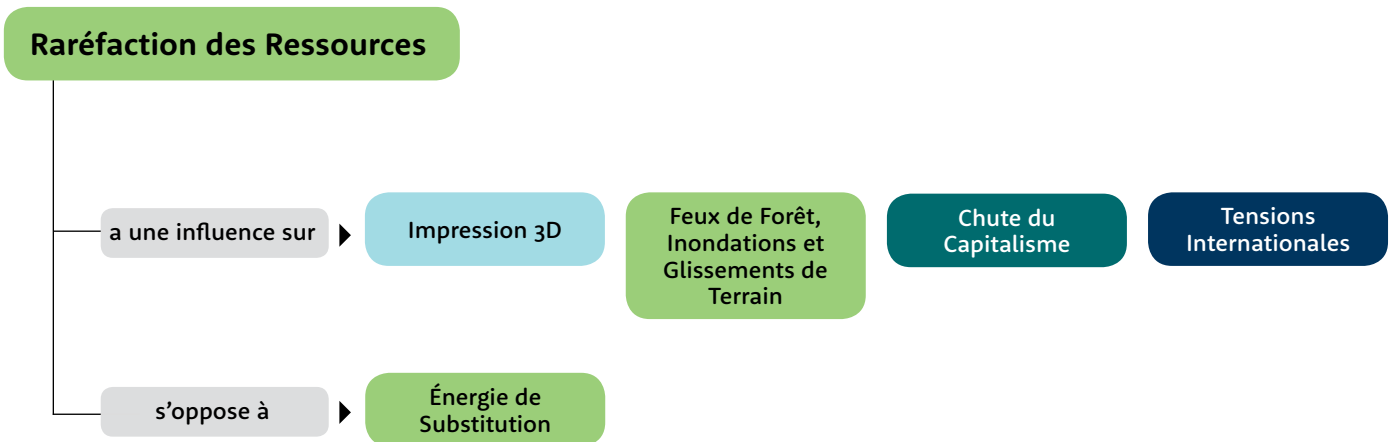 Raréfaction des Ressources
a une influence sur
Impression 3D
Feux de Forêt,
Inondations et
Glissements de
Terrain
Chute du
Capitalisme
Tensions
Internationales
s’oppose à
Énergie de
Substitution